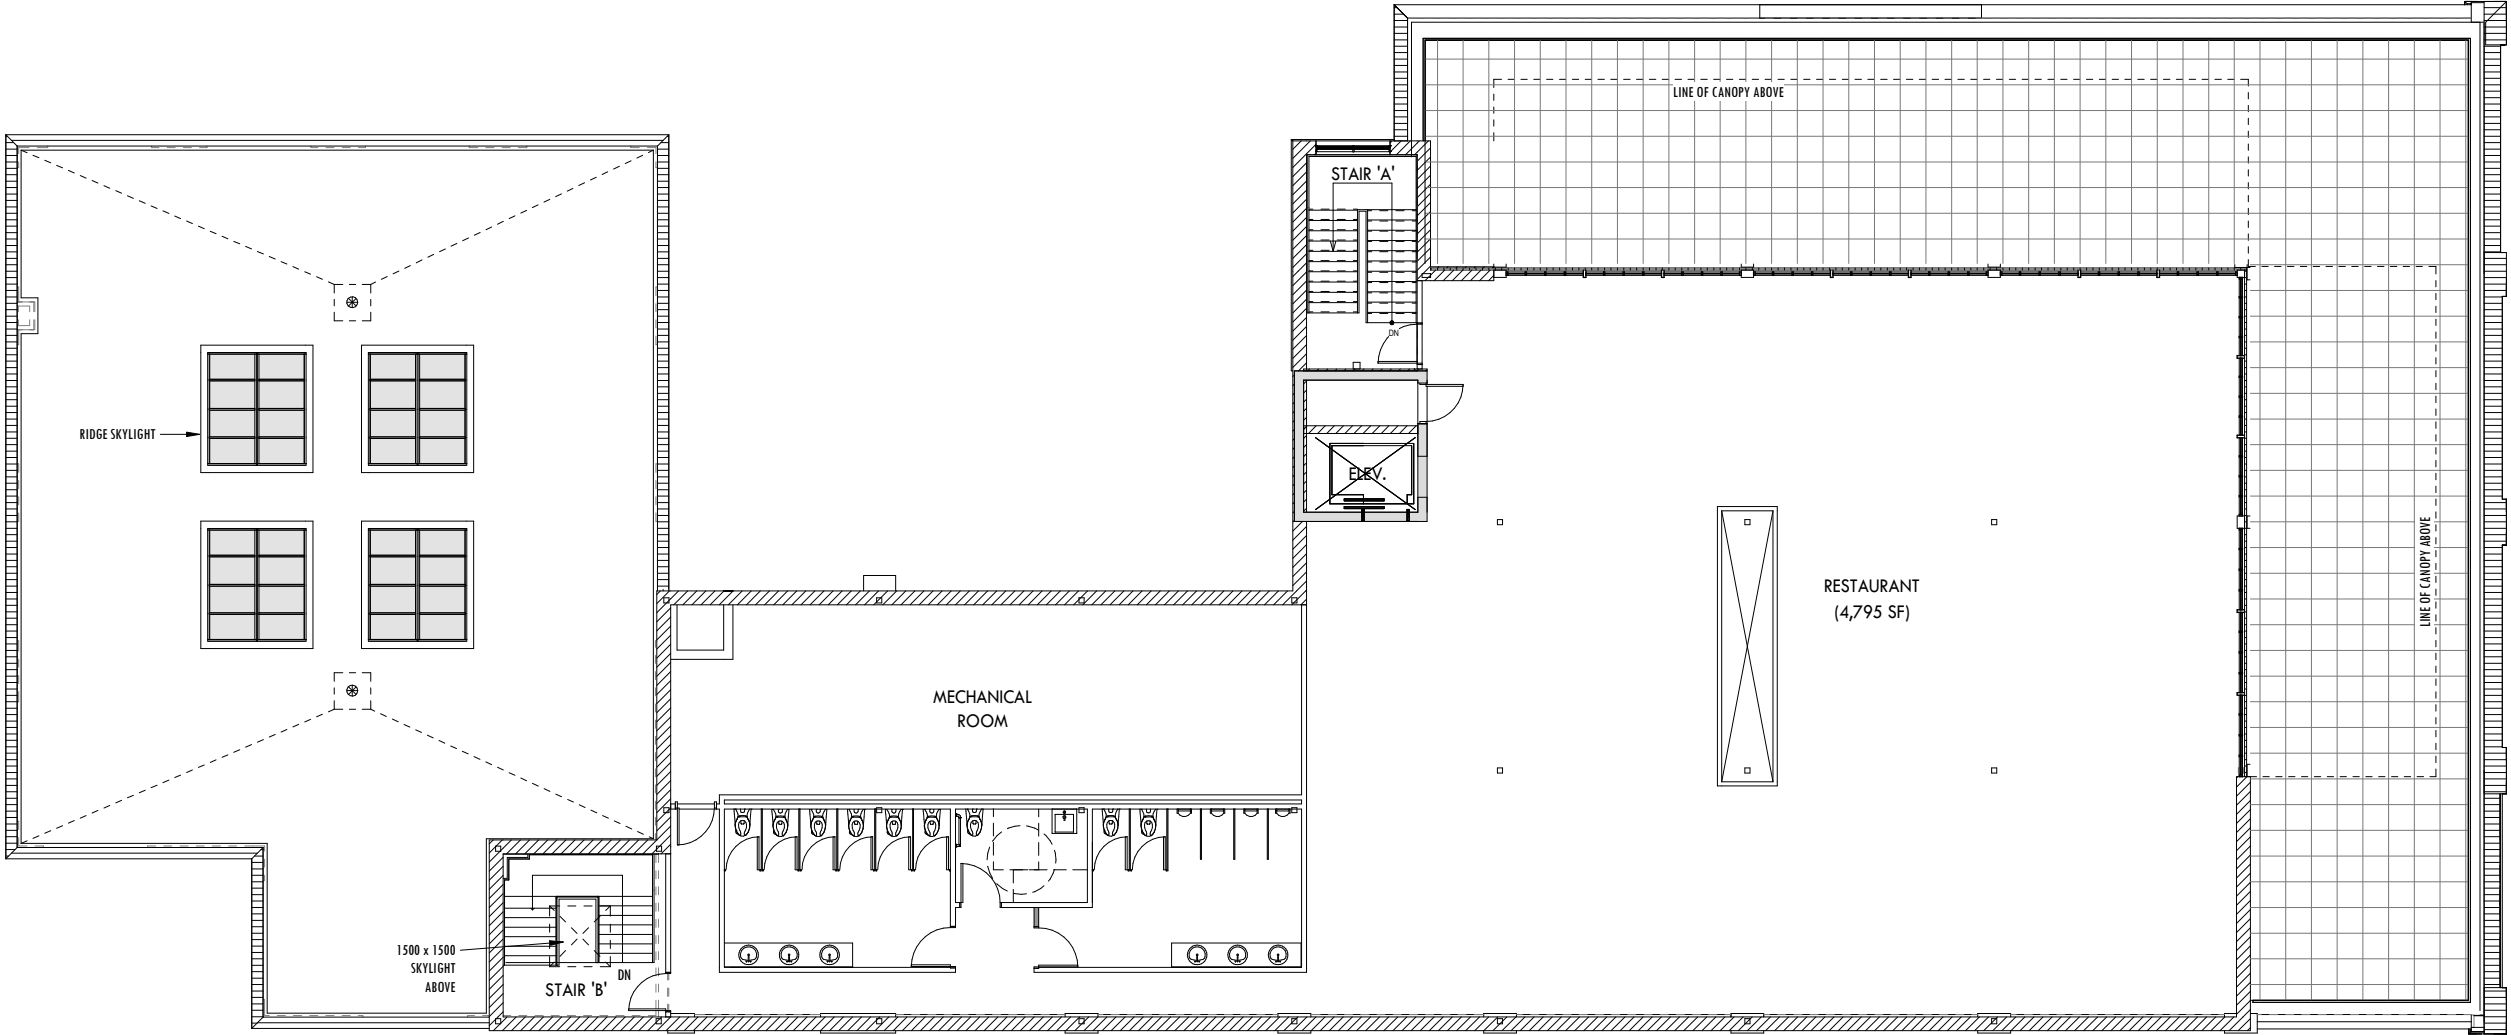 LINE OF CANOPY ABOVE
STAIR 'A'
DN
RIDGE SKYLIGHT
ELEV.
LINE OF CANOPY ABOVE
RESTAURANT
(4,795 SF)
MECHANICAL
ROOM
1500 x 1500
SKYLIGHT
ABOVE
DN
STAIR 'B'